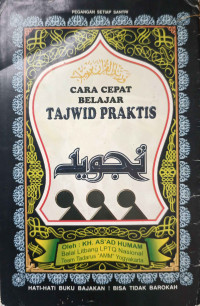 PEGANGAN SETIAP SANTRI
CARA CEPAT
BELAJAR
TAJWID PRAKTIS
تجويد
Oleh : KH. AS'AD HUMAM
Balai Litbang LPTQ Nasional
Team Tadarus "AMM" Yogyakarta
HATI-HATI BUKU BAJAKAN ! BISA TIDAK BAROKAH